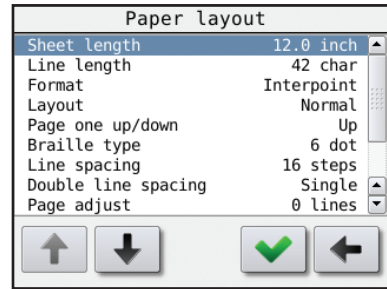 Paper layout
Sheet length 12.0 inch
Line length 42 char
Format Interpoint
Layout Normal
Page one up/down Up
Braille type 6 dot
Line spacing 16 steps
Double line spacing Single
Page adjust 0 lines